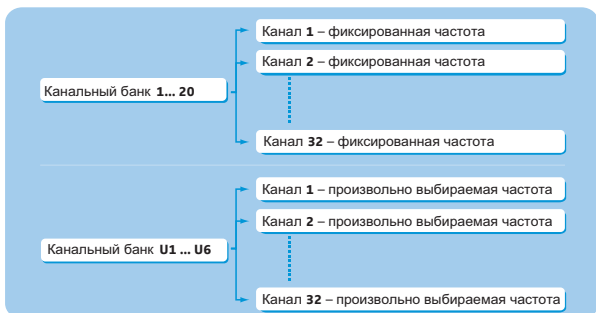 Канал 1 – фиксированная частота
Канал 2 – фиксированная частота
Канальный банк 1... 20
Канал 32 – фиксированная частота
Канал 1 – произвольно выбираемая частота
Канал 2 – произвольно выбираемая частота
Канальный банк U1 ... U6
Канал 32 – произвольно выбираемая частота